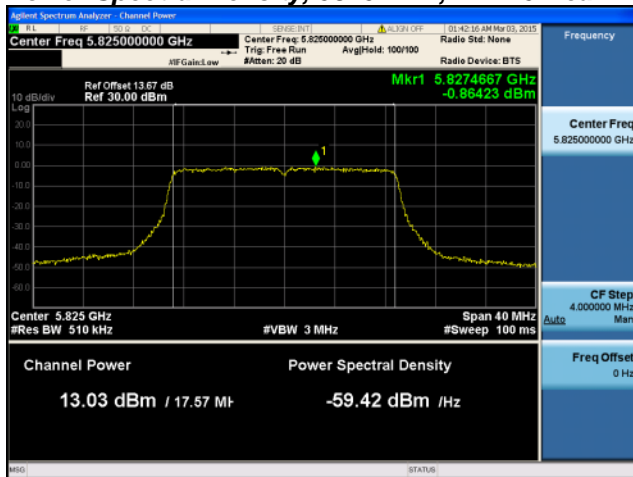 Agilent Spectrum Analyzer - Channel Power
RL RF 50 Ω DC SENSE:INT ALIGN OFF 01:42:16 AM Mar 03, 2015
Center Freq 5.825000000 GHz Center Freq: 5.825000000 GHz Radio Std: None Frequency
Trig: Free Run Avg|Hold: 100/100
#IFGain:Low #Atten: 20 dB Radio Device: BTS
Mkr1 5.8274667 GHz
Ref Offset 13.67 dB
10 dB/div Ref 30.00 dBm -0.86423 dBm
Log
20.0
10.0
0.00
-10.0
-20.0
-30.0
-40.0
-50.0
-60.0
1
Center Freq
5.825000000 GHz
Center 5.825 GHz Span 40 MHz
#Res BW 510 kHz #VBW 3 MHz #Sweep 100 ms
CF Step
4.000000 MHz
Auto Man
Channel Power Power Spectral Density
13.03 dBm / 17.57 MH -59.42 dBm /Hz
Freq Offset
0 Hz
MSG STATUS